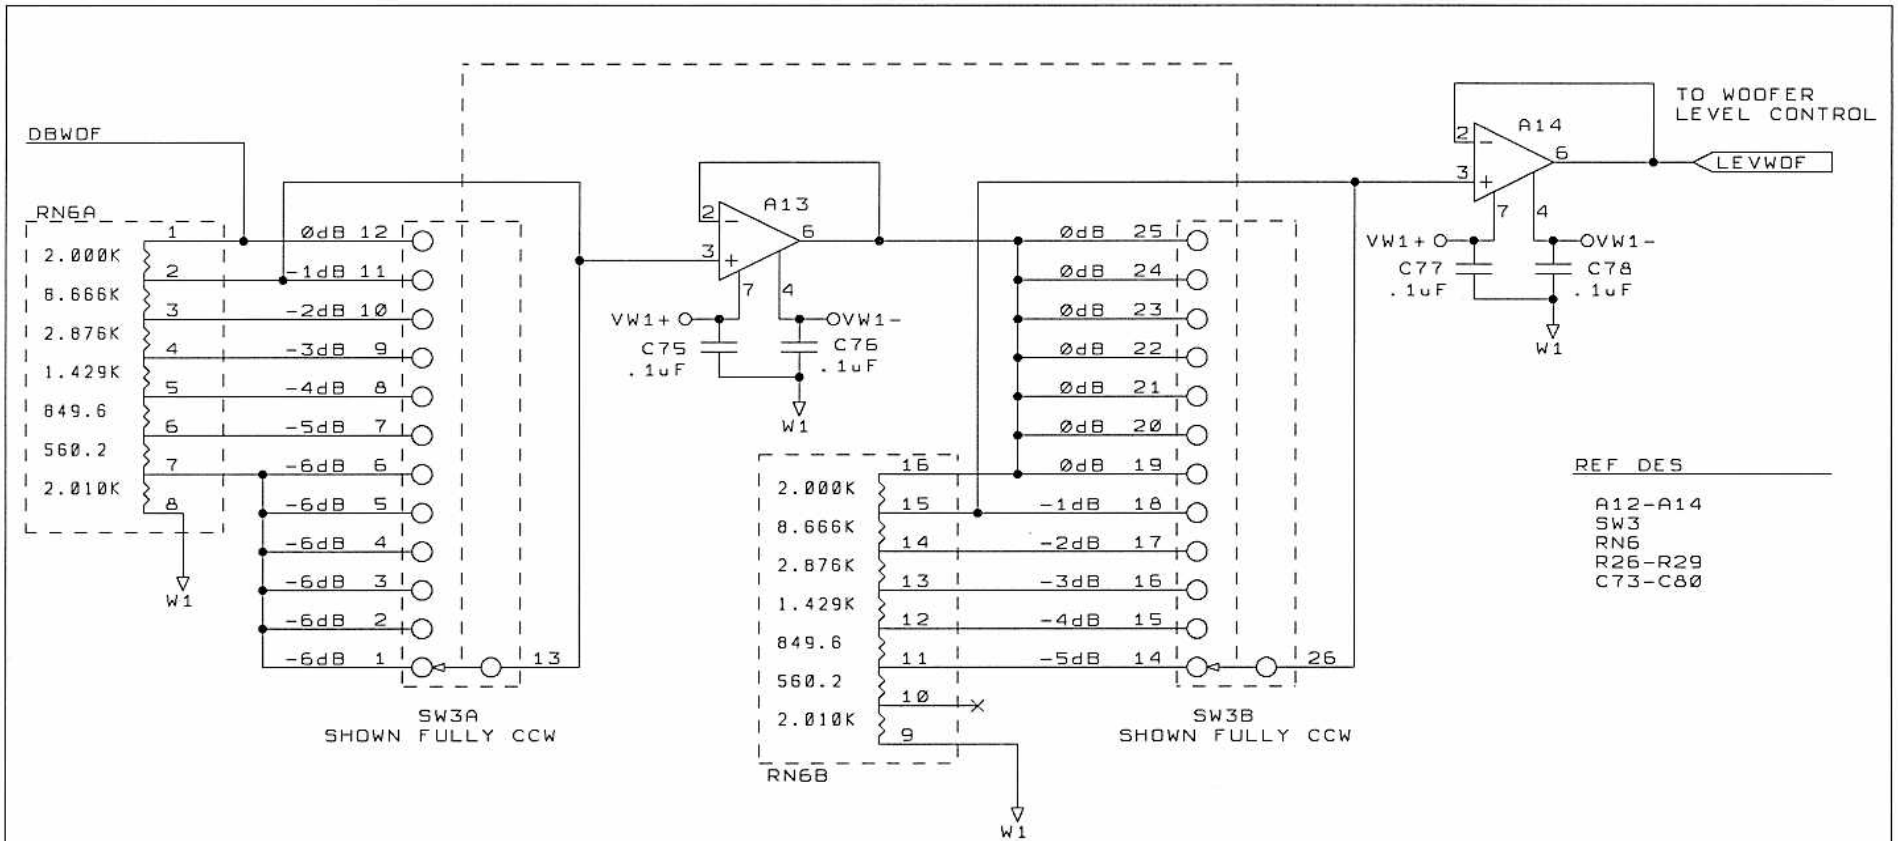 DBWOF
RN6A
2.000K
8.666K
2.876K
1.429K
849.6
560.2
2.010K
1
2
3
4
5
6
7
8
W1
0dB 12
-1dB 11
-2dB 10
-3dB 9
-4dB 8
-5dB 7
-6dB 6
-6dB 5
-6dB 4
-6dB 3
-6dB 2
-6dB 1
13
SW3A
SHOWN FULLY CCW
A13
2
-
3
+
6
7
4
VW1+
VW1-
C75
.1uF
C76
.1uF
W1
RN6B
2.000K
8.666K
2.876K
1.429K
849.6
560.2
2.010K
16
15
14
13
12
11
10
9
W1
0dB 25
0dB 24
0dB 23
0dB 22
0dB 21
0dB 20
0dB 19
-1dB 18
-2dB 17
-3dB 16
-4dB 15
-5dB 14
26
SW3B
SHOWN FULLY CCW
A14
2
-
3
+
6
7
4
VW1+
VW1-
C77
.1uF
C78
.1uF
W1
TO WOOFER
LEVEL CONTROL
LEVWOF
REF DES
A12-A14
SW3
RN6
R26-R29
C73-C80